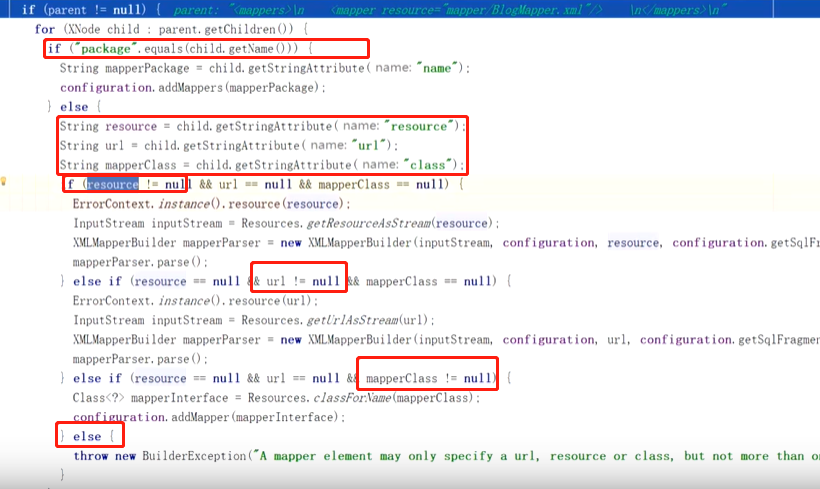 if (parent != null) { parent: "<mappers>\n <mapper resource="mapper/BlogMapper.xml"/> \n</mappers>\n"
for (XNode child : parent.getChildren()) {
if ("package".equals(child.getName())) {
String mapperPackage = child.getStringAttribute( name: "name");
configuration.addMappers(mapperPackage);
} else {
String resource = child.getStringAttribute( name: "resource");
String url = child.getStringAttribute( name: "url");
String mapperClass = child.getStringAttribute( name: "class");
f (resource != null && url == null && mapperClass == null) {
ErrorContext.instance().resource(resource);
InputStream inputStream = Resources.getResourceAsStream(resource);
XMLMapperBuilder mapperParser = new XMLMapperBuilder(inputStream, configuration, resource, configuration.getSqlFra
mapperParser.parse();
} else if (resource == null && url != null && mapperClass == null) {
ErrorContext.instance().resource(url);
InputStream inputStream = Resources.getUrlAsStream(url);
XMLMapperBuilder mapperParser = new XMLMapperBuilder(inputStream, configuration, url, configuration.getSqlFragmen
mapperParser.parse();
} else if (resource == null && url == null && mapperClass != null) {
Class<?> mapperInterface = Resources.classForName(mapperClass);
configuration.addMapper(mapperInterface);
} else {
throw new BuilderException("A mapper element may only specify a url, resource or class, but not more than o
}